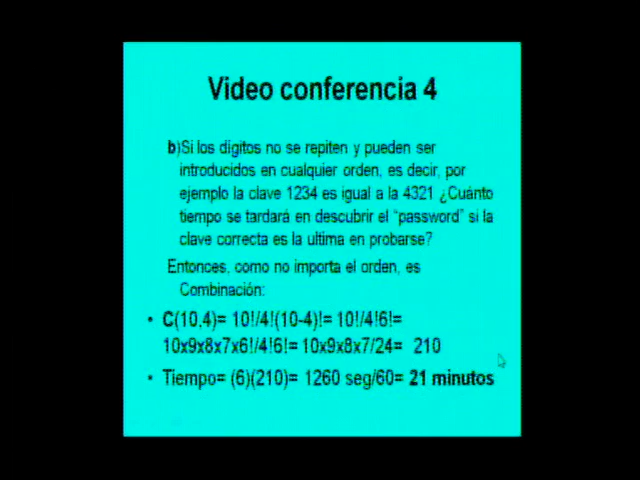 Video conferencia 4
b)Si los dígitos no se repiten y pueden ser
introducidos en cualquier orden, es decir, por
ejemplo la clave 1234 es igual a la 4321 ¿Cuánto
tiempo se tardará en descubrir el “password” si la
clave correcta es la ultima en probarse?
Entonces, como no importa el orden, es
Combinación:
• C(10,4)= 10!/4!(10-4)!= 10!/4!6!=
10x9x8x7x6!/4!6!= 10x9x8x7/24= 210
• Tiempo= (6)(210)= 1260 seg/60= 21 minutos